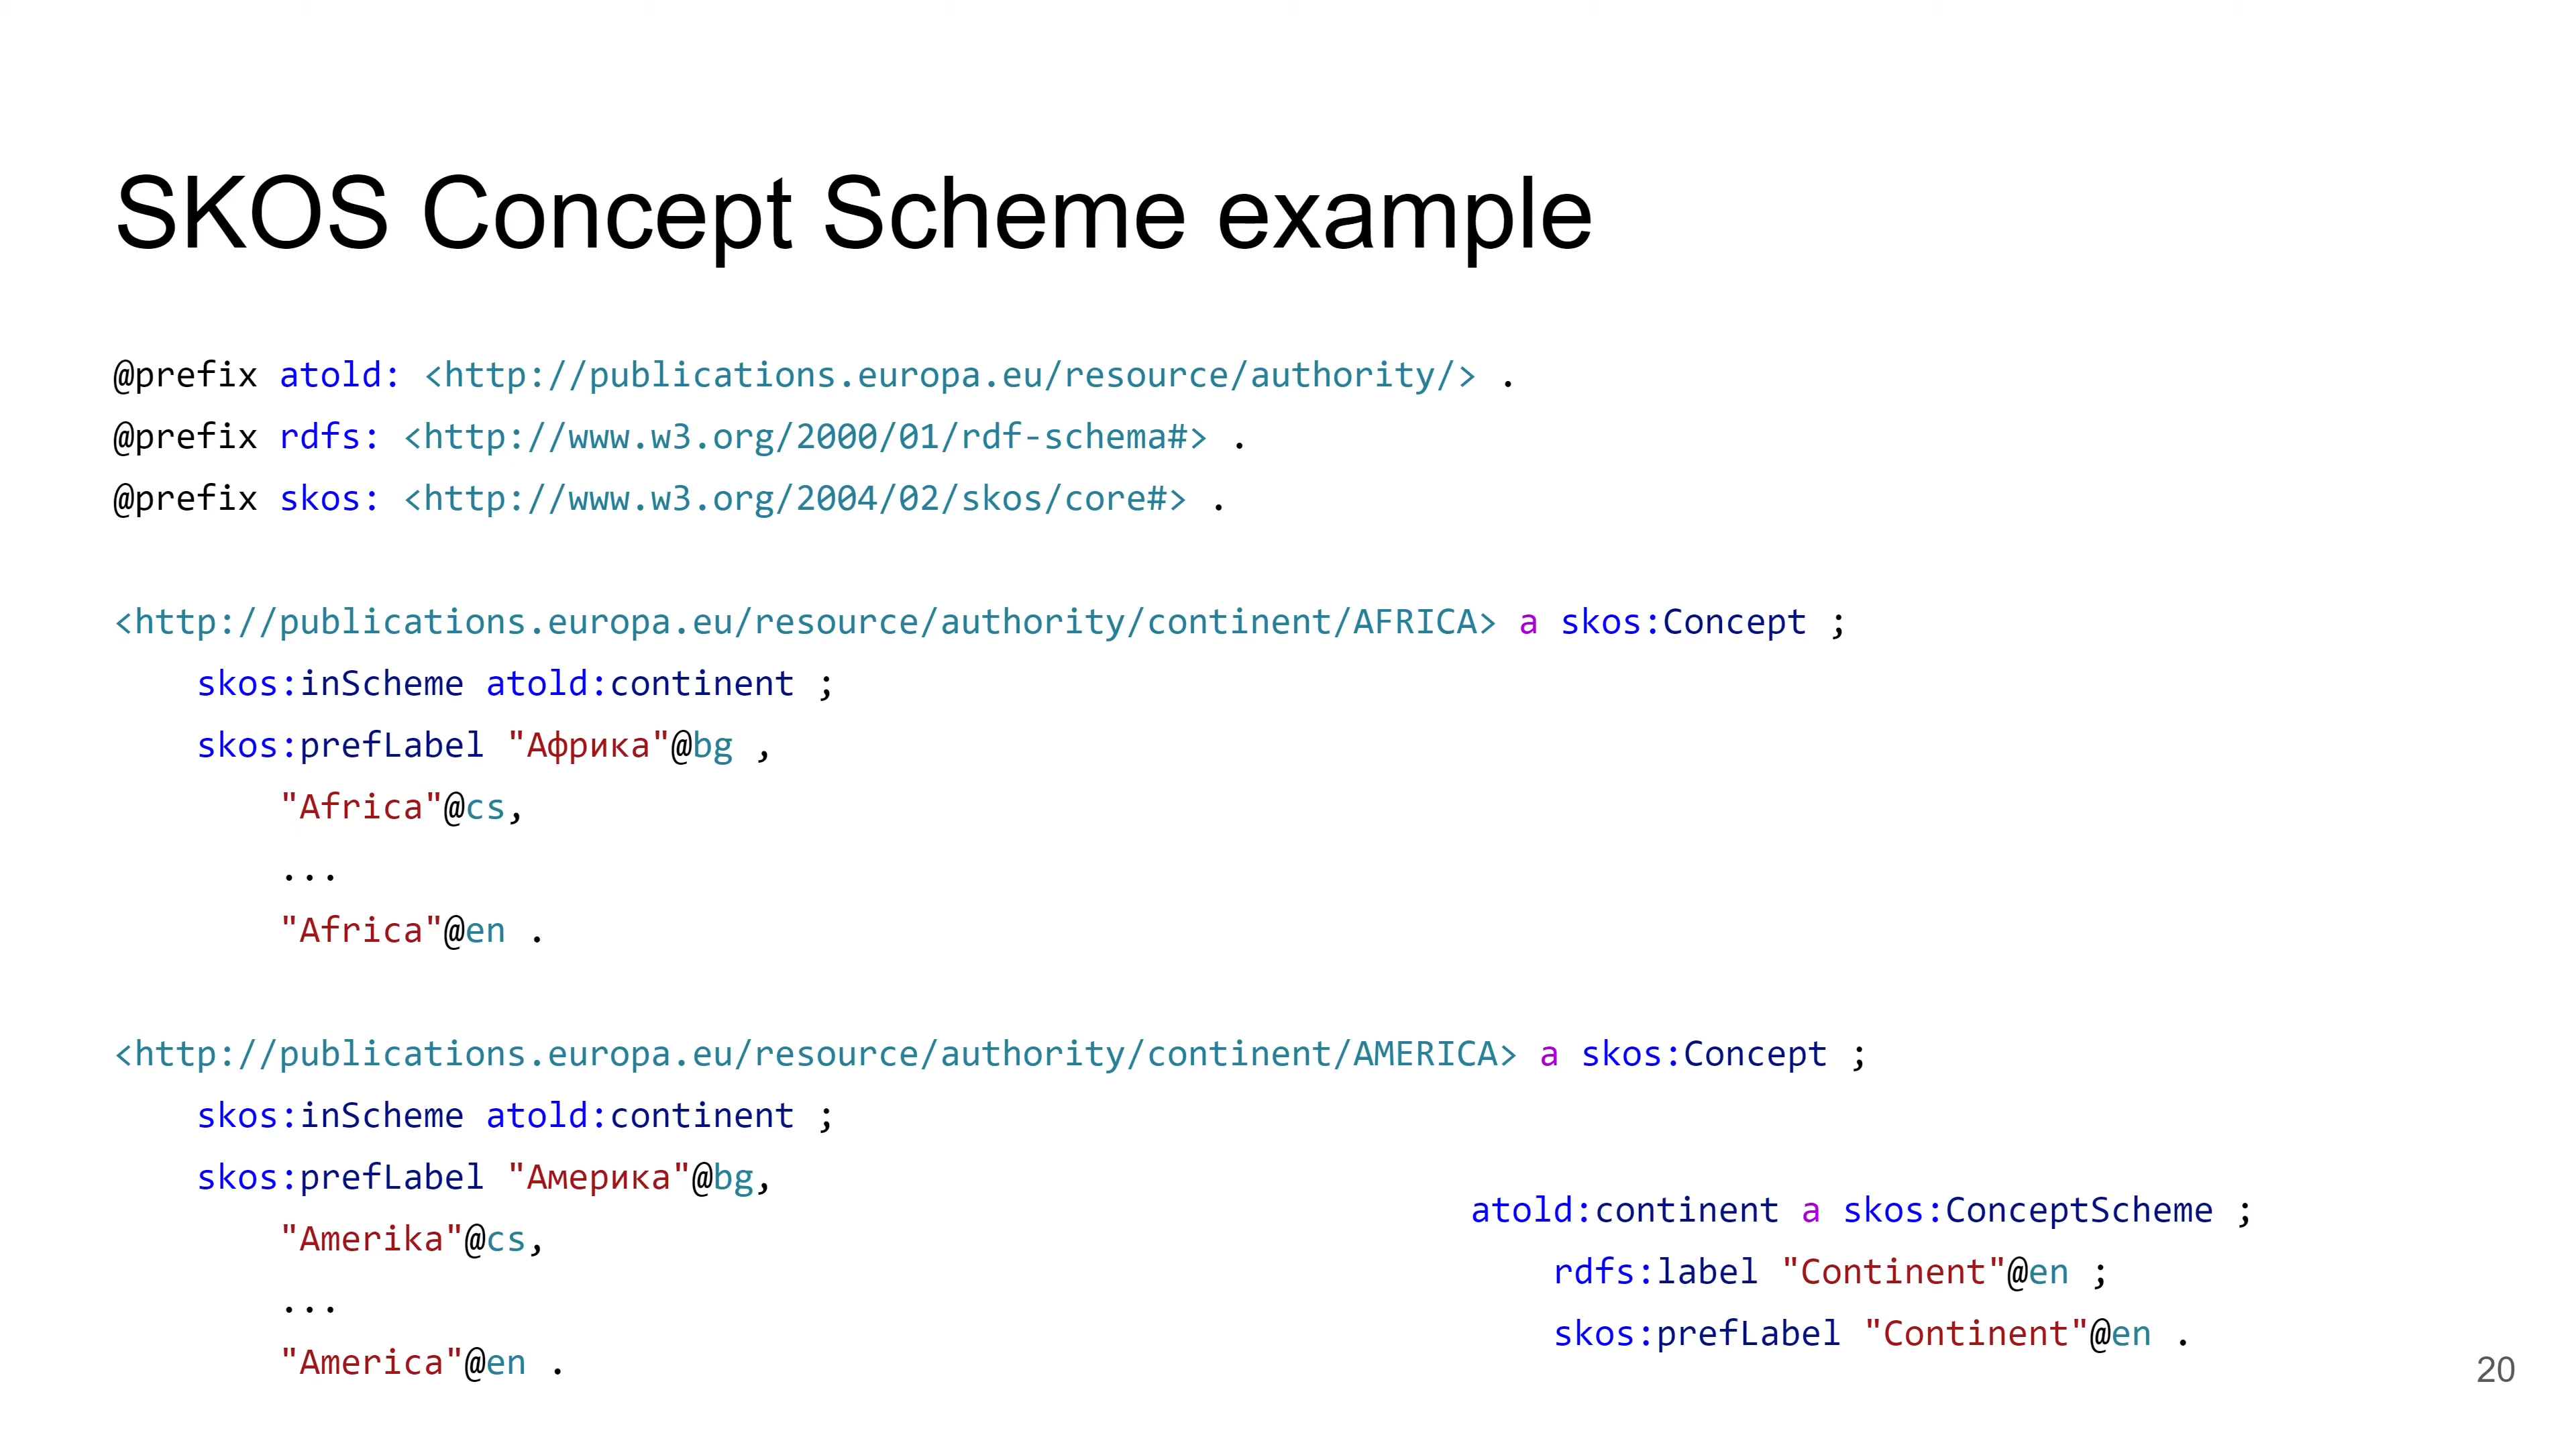 SKOS Concept Scheme example
@prefix atold: <http://publications.europa.eu/resource/authority/> .
@prefix rdfs: <http://www.w3.org/2000/01/rdf-schema#> .
@prefix skos: <http://www.w3.org/2004/02/skos/core#> .
<http://publications.europa.eu/resource/authority/continent/AFRICA> a skos:Concept ;
skos:inScheme atold:continent ;
skos:prefLabel "Африка"@bg ,
"Africa"@cs,
...
"Africa"@en .
<http://publications.europa.eu/resource/authority/continent/AMERICA> a skos:Concept ;
skos:inScheme atold:continent ;
skos:prefLabel "Америка"@bg,
"Amerika"@cs,
...
"America"@en .
atold:continent a skos:ConceptScheme ;
rdfs:label "Continent"@en ;
skos:prefLabel "Continent"@en .
20